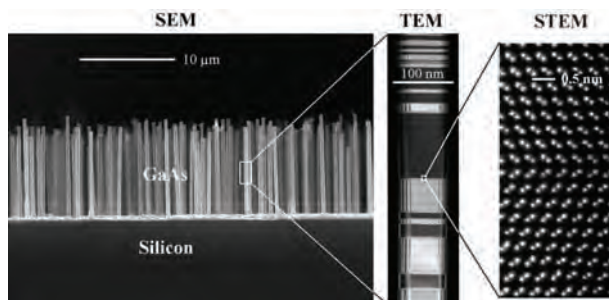 SEM
TEM
STEM
10 μm
100 nm
0.5 nm
GaAs
Silicon